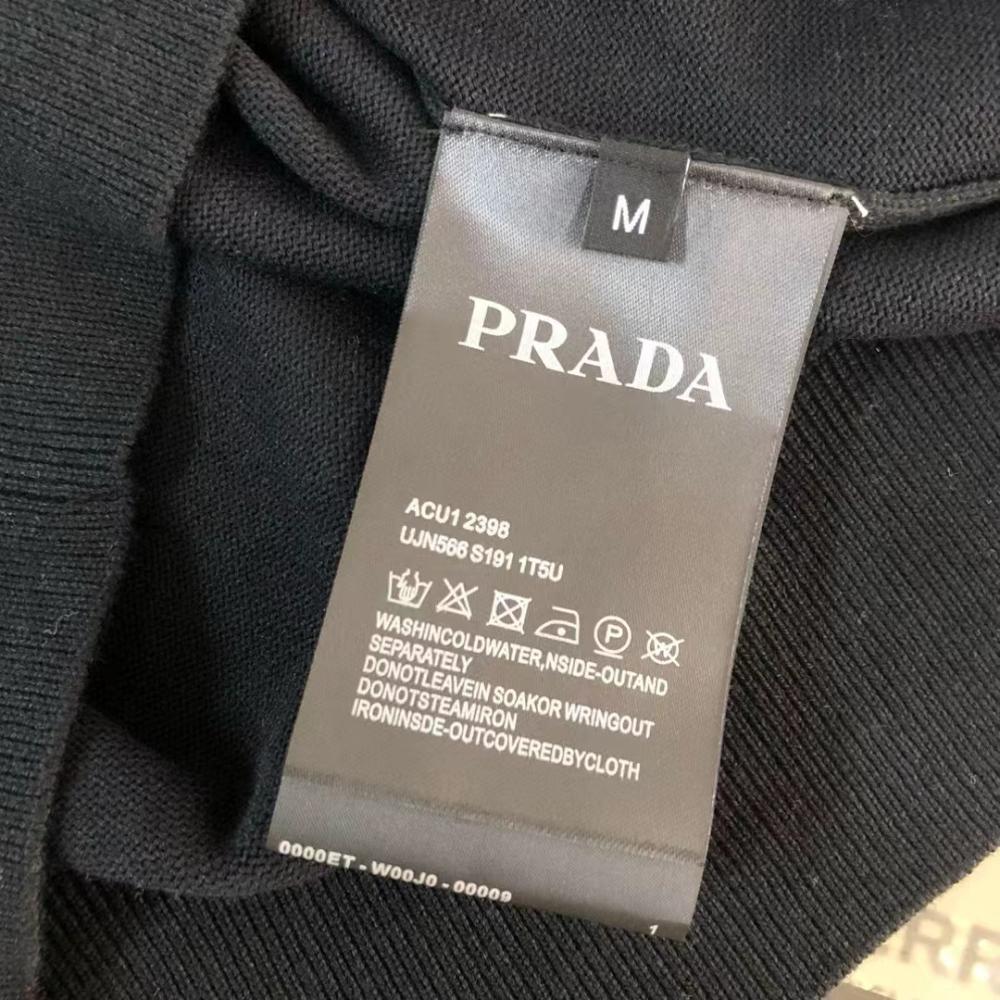 M
PRADA
ACU1 2398
UJN566 S191 1T5U
P
W
WASHINCOLDWATER,NSIDE-OUTAND
SEPARATELY
DONOTLEAVEIN SOAKOR WRINGOUT
DONOTSTEAMIRON
IRONINSDE-OUTCOVEREDBYCLOTH
0000ET - W00J0 - 00009
1